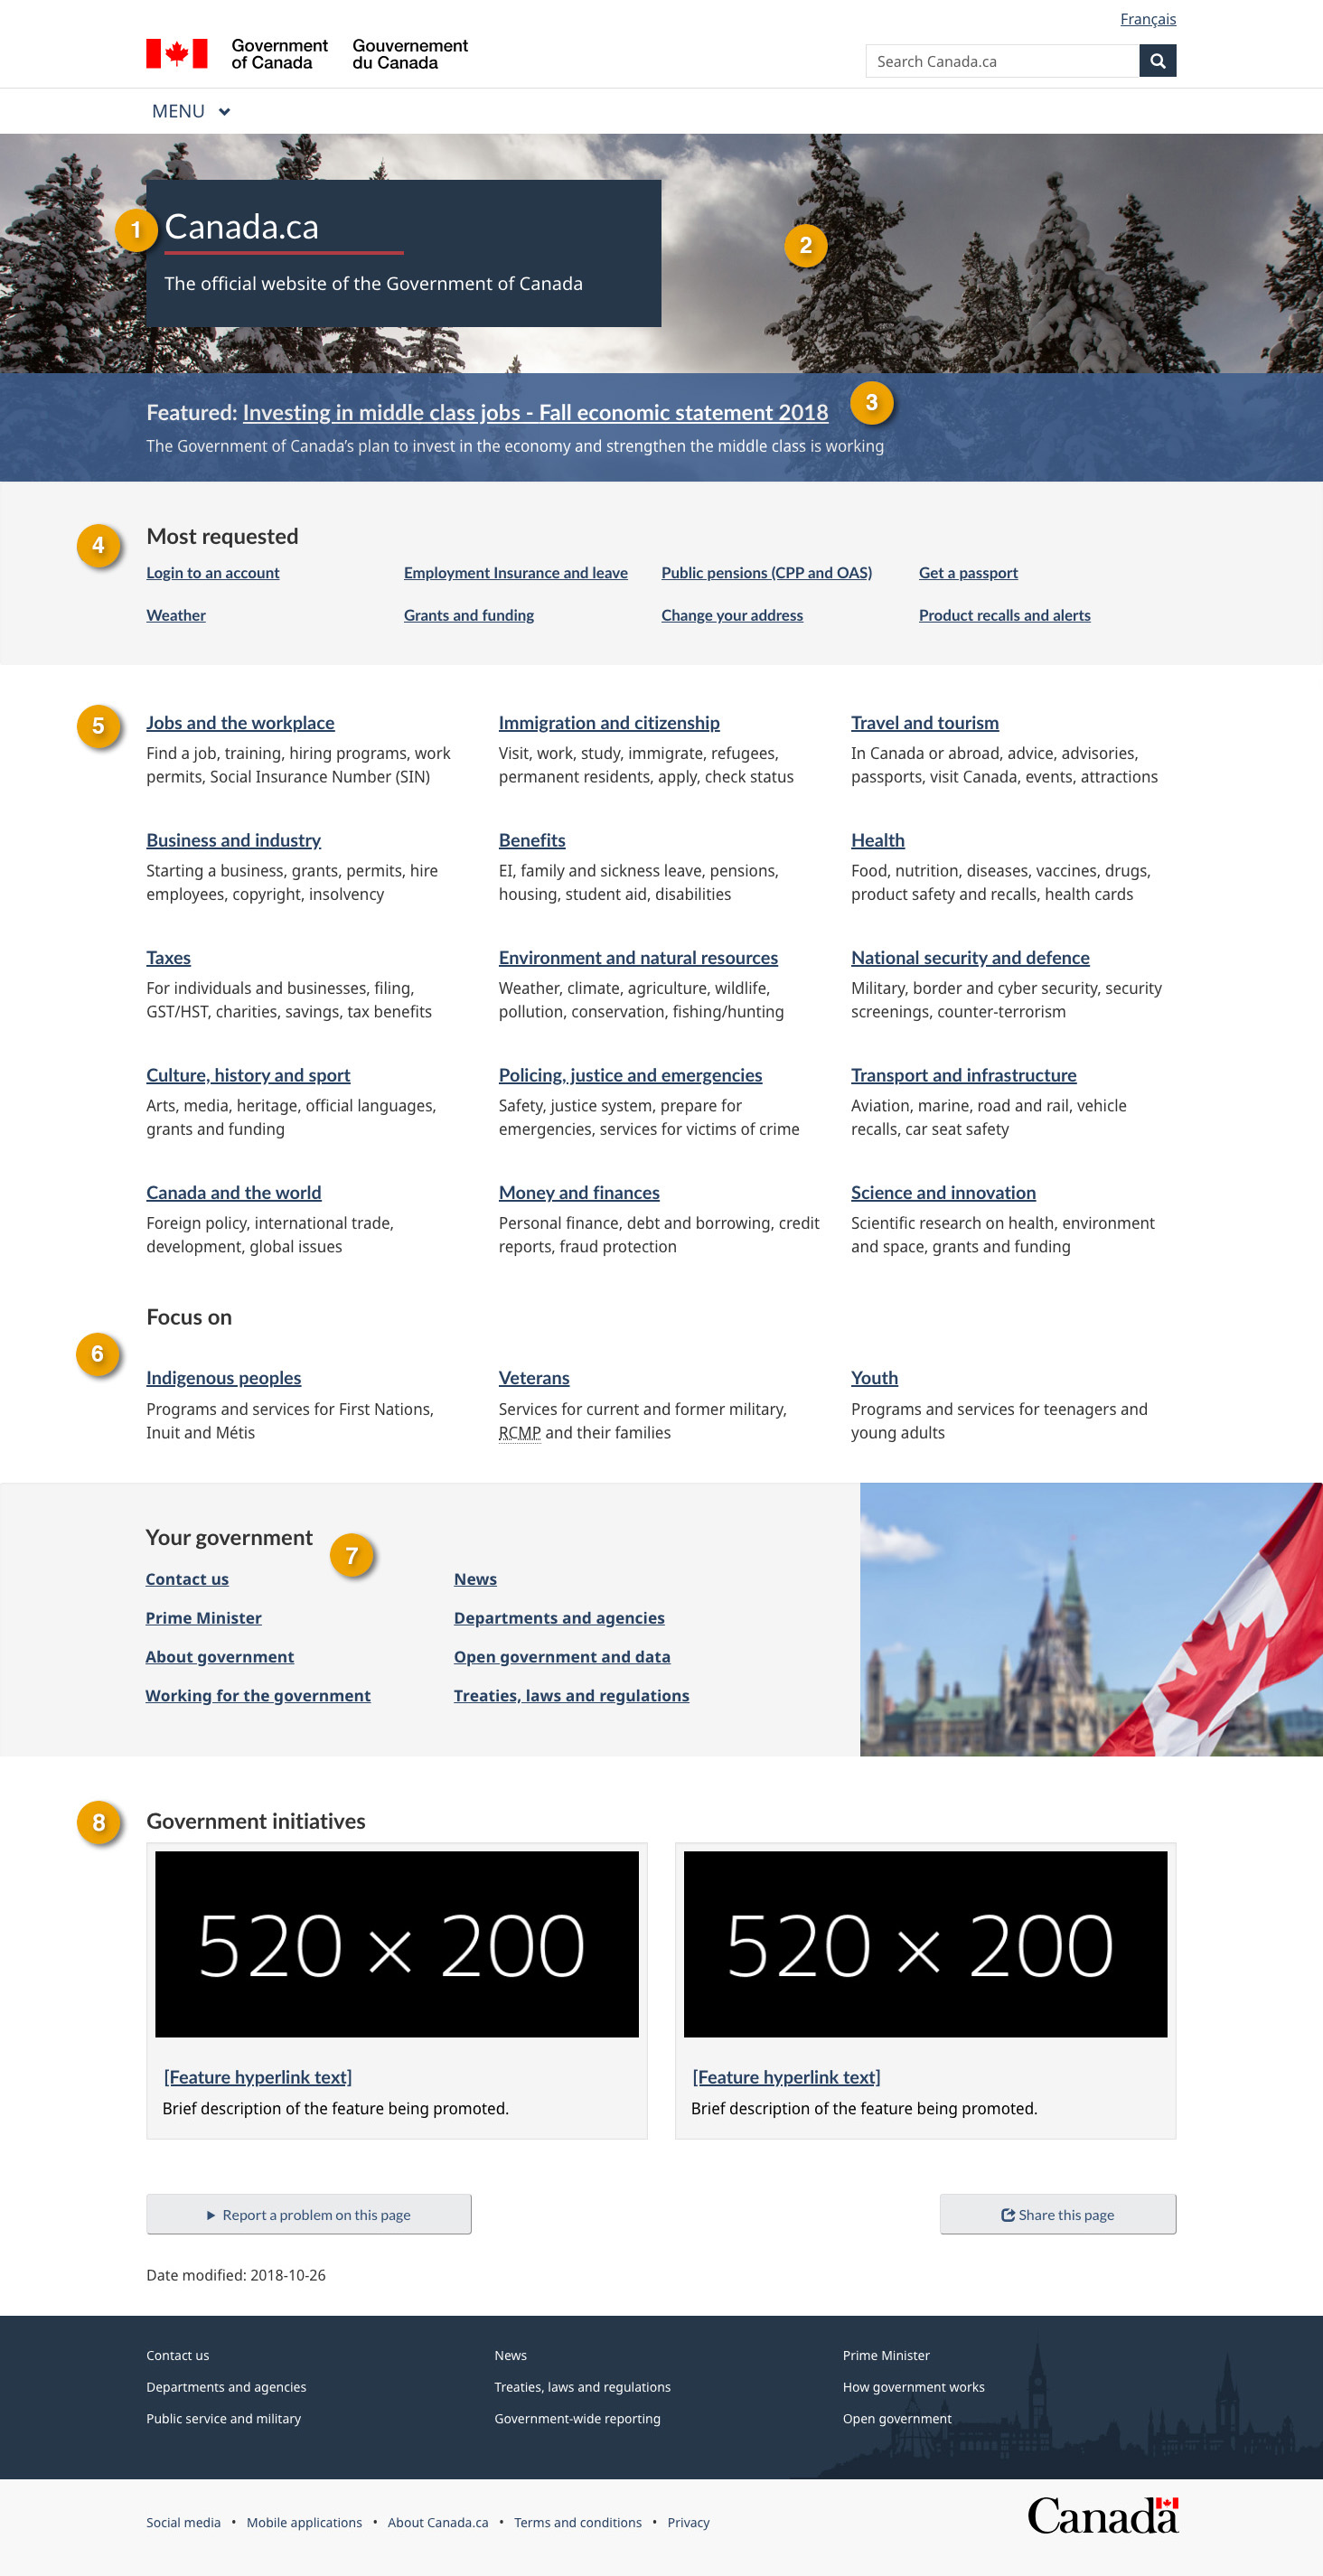 Français
Government
of Canada
Gouvernement
du Canada
Search Canada.ca
MENU
1
Canada.ca
The official website of the Government of Canada
2
Featured: Investing in middle class jobs - Fall economic statement 2018
3
The Government of Canada's plan to invest in the economy and strengthen the middle class is working
4
Most requested
Login to an account
Employment Insurance and leave
Public pensions (CPP and OAS)
Get a passport
Weather
Grants and funding
Change your address
Product recalls and alerts
5
Jobs and the workplace
Find a job, training, hiring programs, work
permits, Social Insurance Number (SIN)
Immigration and citizenship
Visit, work, study, immigrate, refugees,
permanent residents, apply, check status
Travel and tourism
In Canada or abroad, advice, advisories,
passports, visit Canada, events, attractions
Business and industry
Starting a business, grants, permits, hire
employees, copyright, insolvency
Benefits
EI, family and sickness leave, pensions,
housing, student aid, disabilities
Health
Food, nutrition, diseases, vaccines, drugs,
product safety and recalls, health cards
Taxes
For individuals and businesses, filing,
GST/HST, charities, savings, tax benefits
Environment and natural resources
Weather, climate, agriculture, wildlife,
pollution, conservation, fishing/hunting
National security and defence
Military, border and cyber security, security
screenings, counter-terrorism
Culture, history and sport
Arts, media, heritage, official languages,
grants and funding
Policing, justice and emergencies
Safety, justice system, prepare for
emergencies, services for victims of crime
Transport and infrastructure
Aviation, marine, road and rail, vehicle
recalls, car seat safety
Canada and the world
Foreign policy, international trade,
development, global issues
Money and finances
Personal finance, debt and borrowing, credit
reports, fraud protection
Science and innovation
Scientific research on health, environment
and space, grants and funding
Focus on
6
Indigenous peoples
Programs and services for First Nations,
Inuit and Métis
Veterans
Services for current and former military,
RCMP and their families
Youth
Programs and services for teenagers and
young adults
Your government
7
Contact us
News
Prime Minister
Departments and agencies
About government
Open government and data
Working for the government
Treaties, laws and regulations
8
Government initiatives
520 × 200
[Feature hyperlink text]
Brief description of the feature being promoted.
520 × 200
[Feature hyperlink text]
Brief description of the feature being promoted.
Report a problem on this page
Share this page
Date modified: 2018-10-26
Contact us
News
Prime Minister
Departments and agencies
Treaties, laws and regulations
How government works
Public service and military
Government-wide reporting
Open government
Social media • Mobile applications • About Canada.ca • Terms and conditions • Privacy
Canada